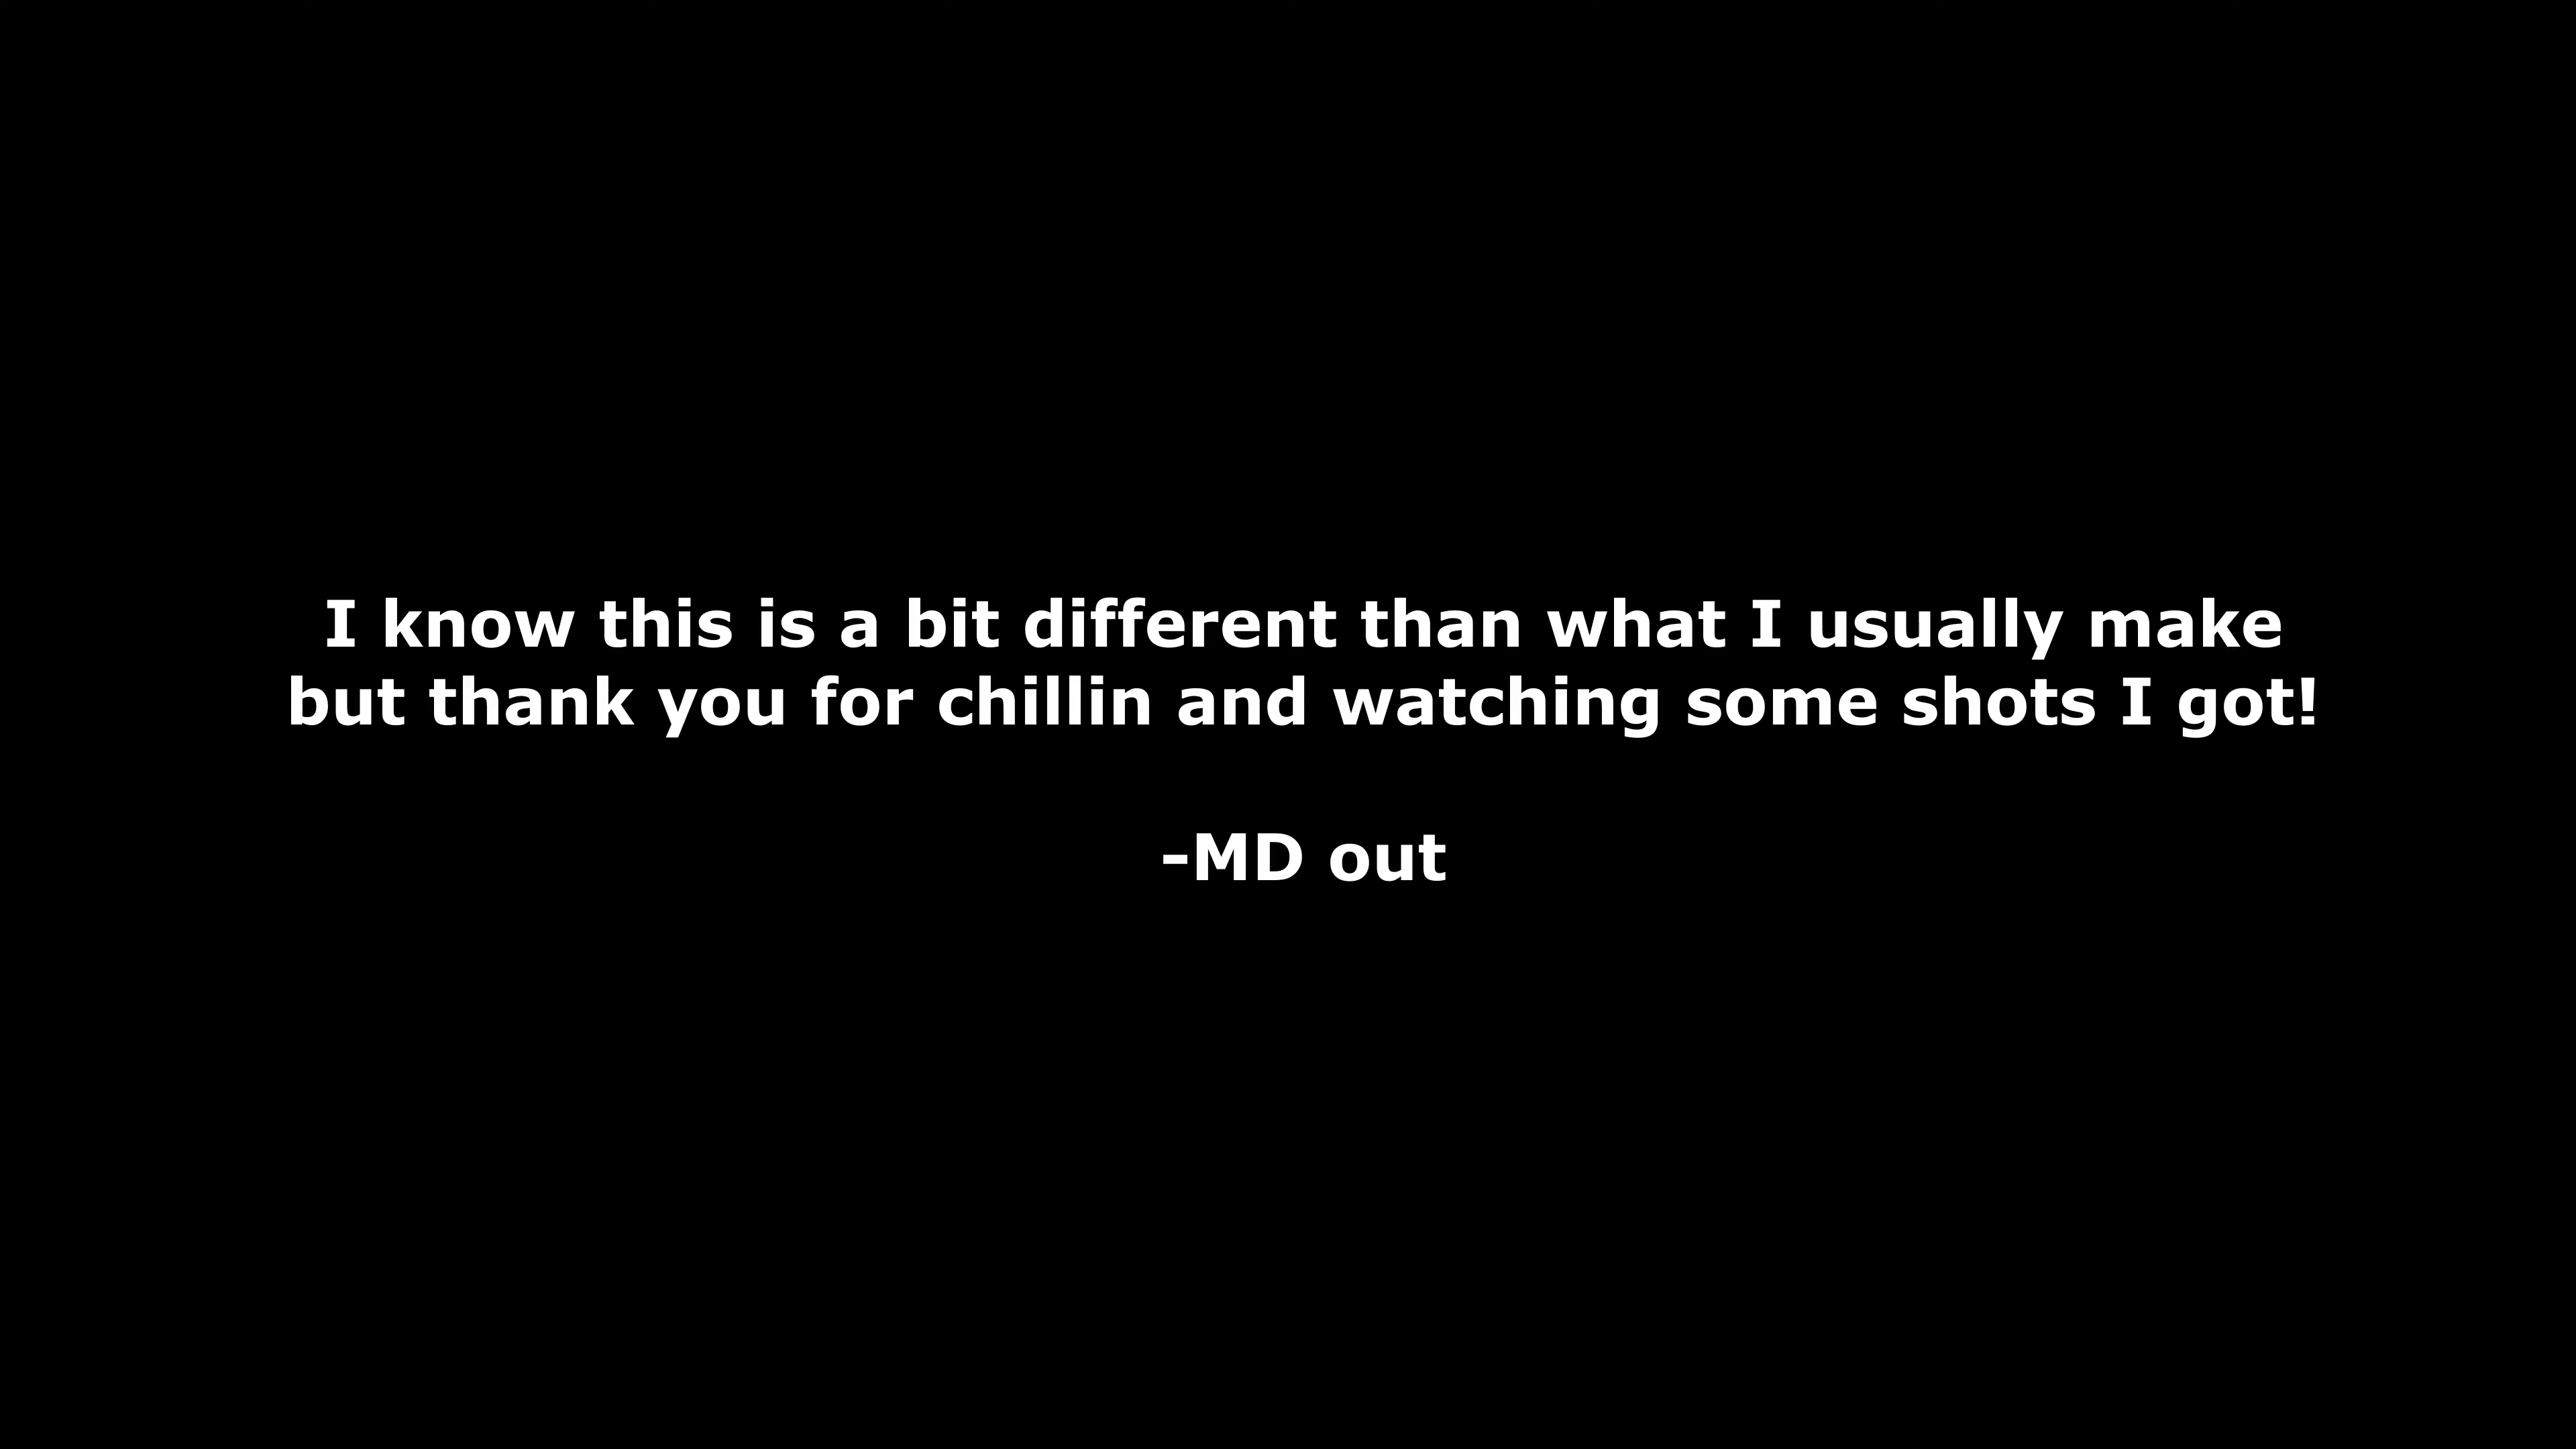 I know this is a bit different than what I usually make
but thank you for chillin and watching some shots I got!
-MD out